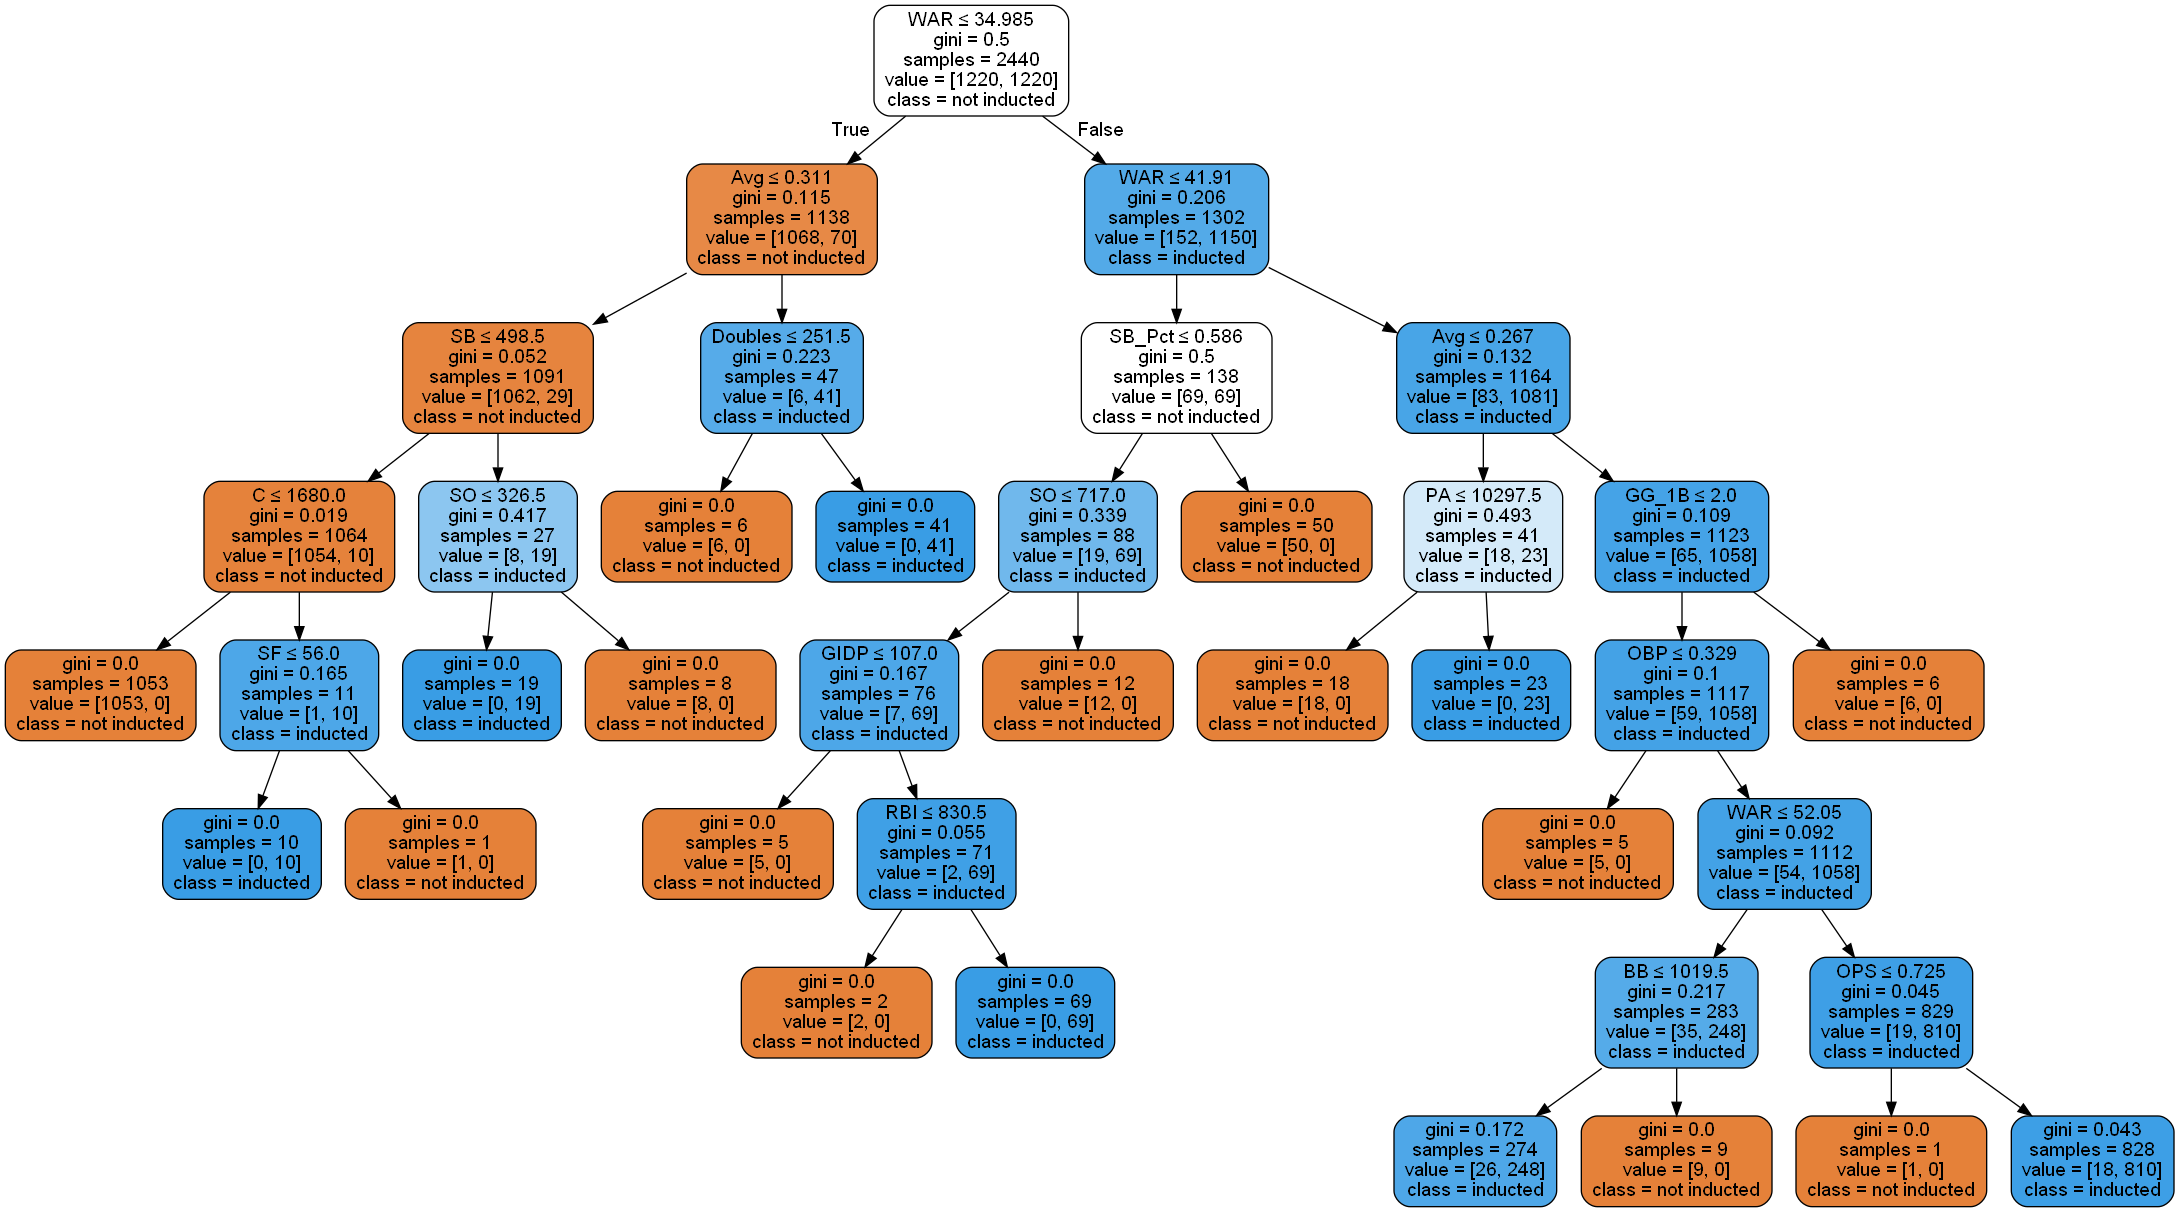 WAR ≤ 34.985
gini = 0.5
samples = 2440
value = [1220, 1220]
class = not inducted
True
False
Avg ≤ 0.311
gini = 0.115
samples = 1138
value = [1068, 70]
class = not inducted
WAR ≤ 41.91
gini = 0.206
samples = 1302
value = [152, 1150]
class = inducted
SB ≤ 498.5
gini = 0.052
samples = 1091
value = [1062, 29]
class = not inducted
Doubles ≤ 251.5
gini = 0.223
samples = 47
value = [6, 41]
class = inducted
SB_Pct ≤ 0.586
gini = 0.5
samples = 138
value = [69, 69]
class = not inducted
Avg ≤ 0.267
gini = 0.132
samples = 1164
value = [83, 1081]
class = inducted
C ≤ 1680.0
gini = 0.019
samples = 1064
value = [1054, 10]
class = not inducted
SO ≤ 326.5
gini = 0.417
samples = 27
value = [8, 19]
class = inducted
gini = 0.0
samples = 6
value = [6, 0]
class = not inducted
gini = 0.0
samples = 41
value = [0, 41]
class = inducted
SO ≤ 717.0
gini = 0.339
samples = 88
value = [19, 69]
class = inducted
gini = 0.0
samples = 50
value = [50, 0]
class = not inducted
PA ≤ 10297.5
gini = 0.493
samples = 41
value = [18, 23]
class = inducted
GG_1B ≤ 2.0
gini = 0.109
samples = 1123
value = [65, 1058]
class = inducted
gini = 0.0
samples = 1053
value = [1053, 0]
class = not inducted
SF ≤ 56.0
gini = 0.165
samples = 11
value = [1, 10]
class = inducted
gini = 0.0
samples = 19
value = [0, 19]
class = inducted
gini = 0.0
samples = 8
value = [8, 0]
class = not inducted
GIDP ≤ 107.0
gini = 0.167
samples = 76
value = [7, 69]
class = inducted
gini = 0.0
samples = 12
value = [12, 0]
class = not inducted
gini = 0.0
samples = 18
value = [18, 0]
class = not inducted
gini = 0.0
samples = 23
value = [0, 23]
class = inducted
OBP ≤ 0.329
gini = 0.1
samples = 1117
value = [59, 1058]
class = inducted
gini = 0.0
samples = 6
value = [6, 0]
class = not inducted
gini = 0.0
samples = 10
value = [0, 10]
class = inducted
gini = 0.0
samples = 1
value = [1, 0]
class = not inducted
gini = 0.0
samples = 5
value = [5, 0]
class = not inducted
RBI ≤ 830.5
gini = 0.055
samples = 71
value = [2, 69]
class = inducted
gini = 0.0
samples = 5
value = [5, 0]
class = not inducted
WAR ≤ 52.05
gini = 0.092
samples = 1112
value = [54, 1058]
class = inducted
gini = 0.0
samples = 2
value = [2, 0]
class = not inducted
gini = 0.0
samples = 69
value = [0, 69]
class = inducted
BB ≤ 1019.5
gini = 0.217
samples = 283
value = [35, 248]
class = inducted
OPS ≤ 0.725
gini = 0.045
samples = 829
value = [19, 810]
class = inducted
gini = 0.172
samples = 274
value = [26, 248]
class = inducted
gini = 0.0
samples = 9
value = [9, 0]
class = not inducted
gini = 0.0
samples = 1
value = [1, 0]
class = not inducted
gini = 0.043
samples = 828
value = [18, 810]
class = inducted